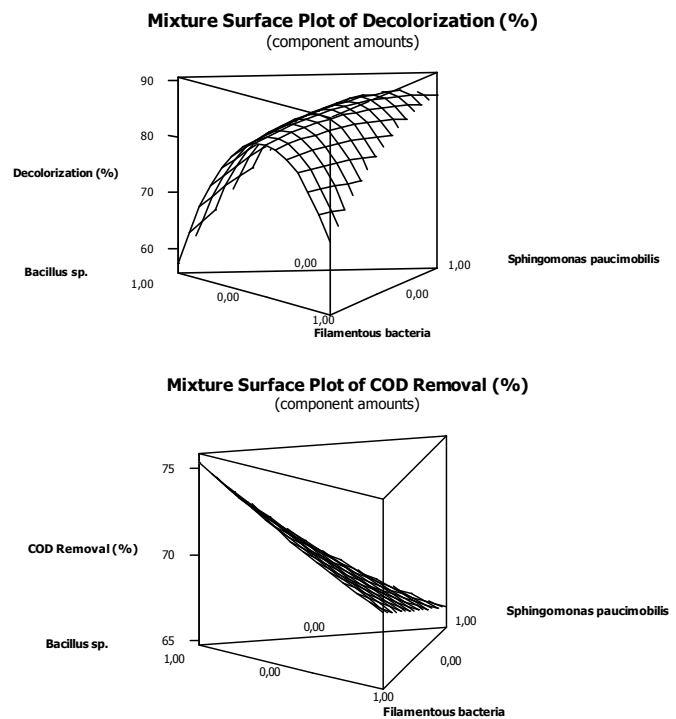 Mixture Surface Plot of Decolorization (%)
(component amounts)
90
80
Decolorization (%)
70
60
0,00
Sphingomonas paucimobilis
Bacillus sp.
1,00
1,00
0,00
0,00
1,00
Filamentous bacteria
Mixture Surface Plot of COD Removal (%)
(component amounts)
75
COD Removal (%)
70
Sphingomonas paucimobilis
1,00
0,00
65
Bacillus sp.
1,00
0,00
0,00
1,00
Filamentous bacteria